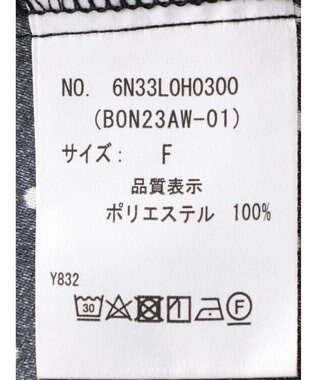 NO. 6N33L0H0300
(BON23AW-01)
サイズ: F
品質表示
ポリエステル 100%
Y832
30 F